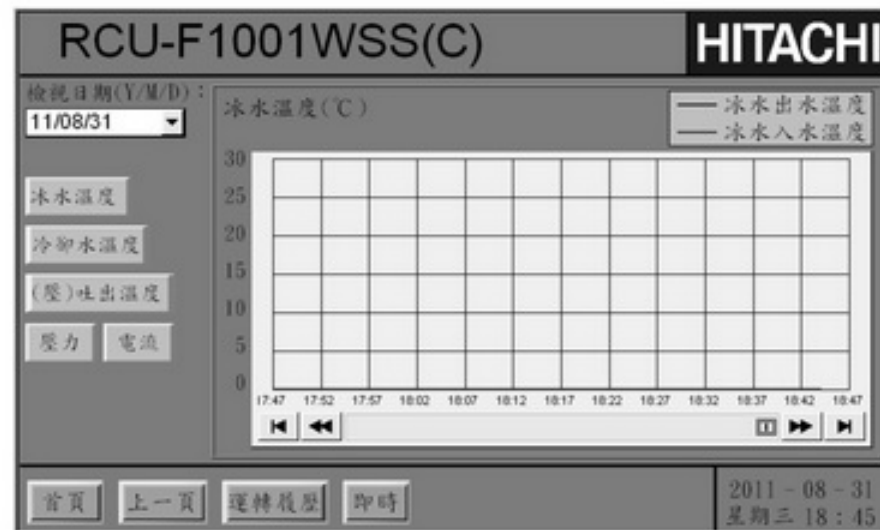 RCU-F1001WSS(C)
HITACHI
檢視日期(Y/M/D):
11/08/31
冰水溫度
冷卻水溫度
(壓)吐出溫度
壓力 電流
冰水溫度(℃)
冰水出水溫度
冰水入水溫度
30
25
20
15
10
5
0
17:47 17:52 17:57 18:02 18:07 18:12 18:17 18:22 18:27 18:32 18:37 18:42 18:47
首頁 上一頁 運轉履歷 即時
2011-08-31
星期三 18:45